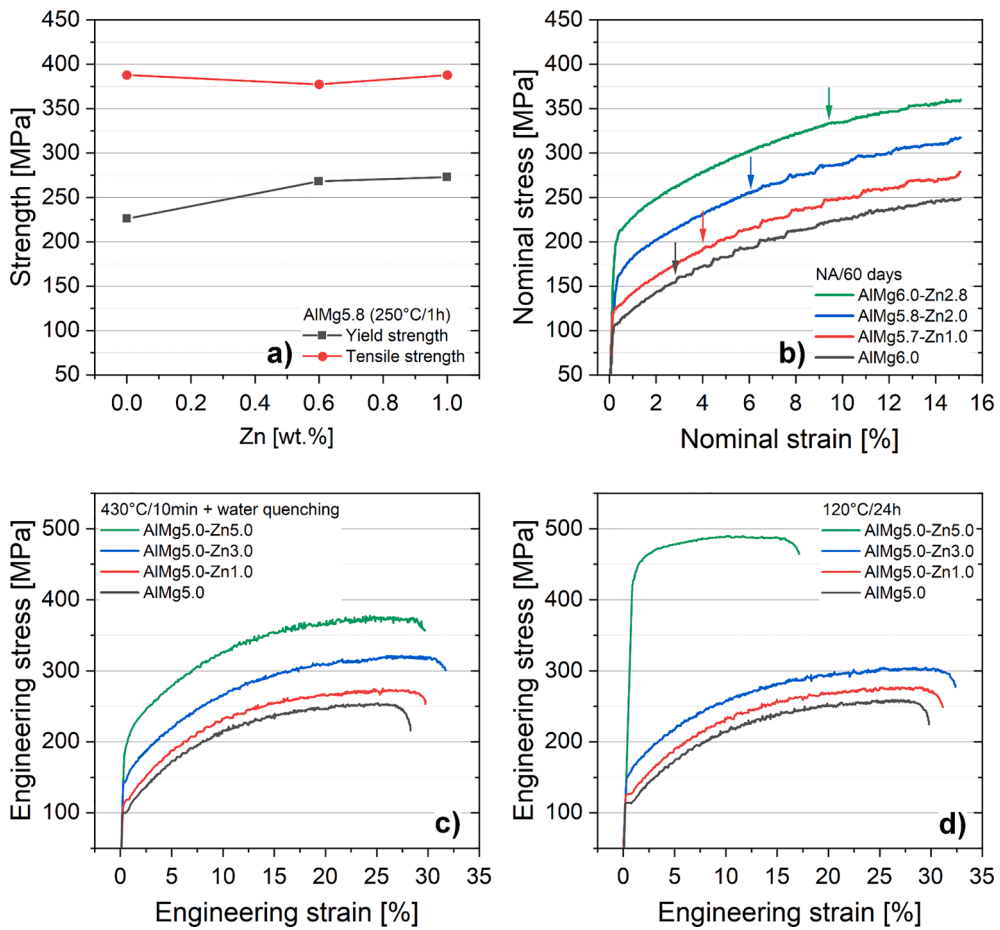 450
400
350
300
250
200
150
100
50
Strength [MPa]
AlMg5.8 (250°C/1h)
Yield strength
Tensile strength
a)
0.0 0.2 0.4 0.6 0.8 1.0
Zn [wt.%]
450
400
350
300
250
200
150
100
50
Nominal stress [MPa]
NA/60 days
AlMg6.0-Zn2.8
AlMg5.8-Zn2.0
AlMg5.7-Zn1.0
AlMg6.0
b)
0 2 4 6 8 10 12 14 16
Nominal strain [%]
500
400
300
200
100
Engineering stress [MPa]
430°C/10min + water quenching
AlMg5.0-Zn5.0
AlMg5.0-Zn3.0
AlMg5.0-Zn1.0
AlMg5.0
c)
0 5 10 15 20 25 30 35
Engineering strain [%]
500
400
300
200
100
Engineering stress [MPa]
120°C/24h
AlMg5.0-Zn5.0
AlMg5.0-Zn3.0
AlMg5.0-Zn1.0
AlMg5.0
d)
0 5 10 15 20 25 30 35
Engineering strain [%]